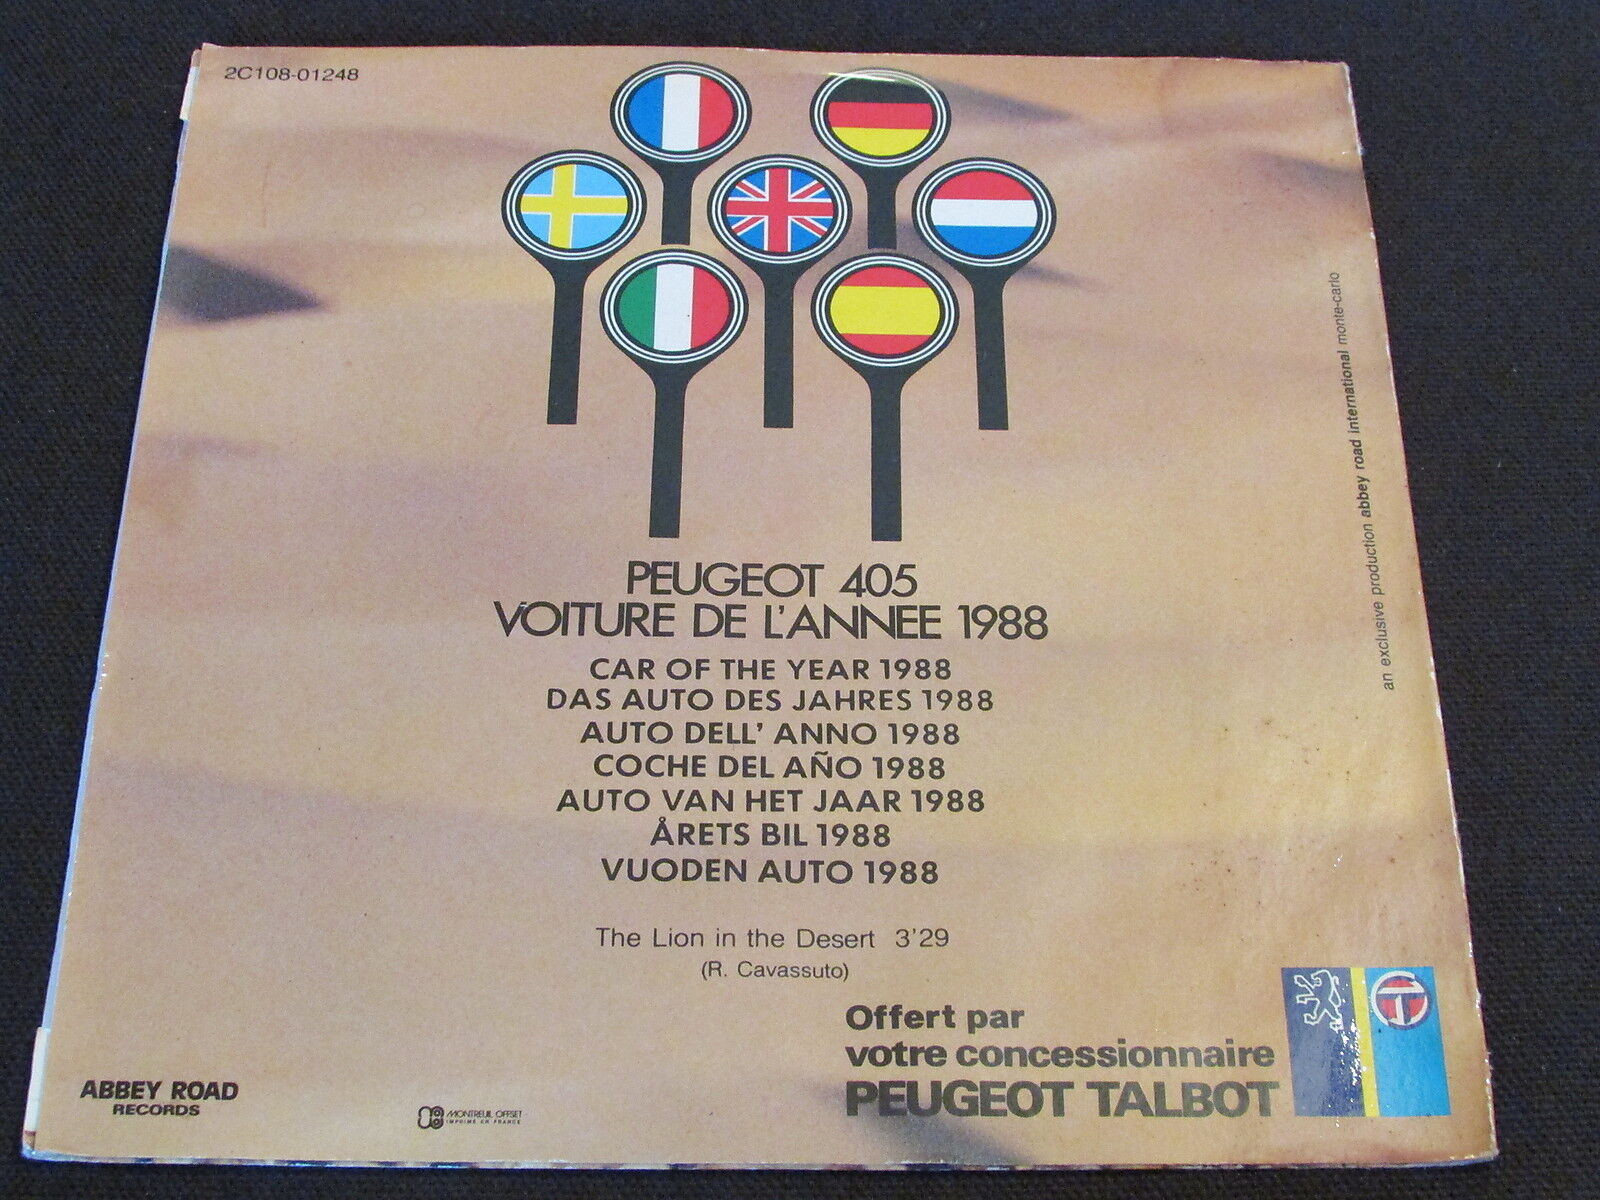 2C108-01248
PEUGEOT 405
VOITURE DE L'ANNEE 1988
CAR OF THE YEAR 1988
DAS AUTO DES JAHRES 1988
AUTO DELL' ANNO 1988
COCHE DEL AÑO 1988
AUTO VAN HET JAAR 1988
ÅRETS BIL 1988
VUODEN AUTO 1988
The Lion in the Desert 3'29
(R. Cavassuto)
Offert par
votre concessionnaire
PEUGEOT TALBOT
ABBEY ROAD
RECORDS
MONTREUIL OFFSET
IMPRIME EN FRANCE
an exclusive production abbey road international monte-carlo